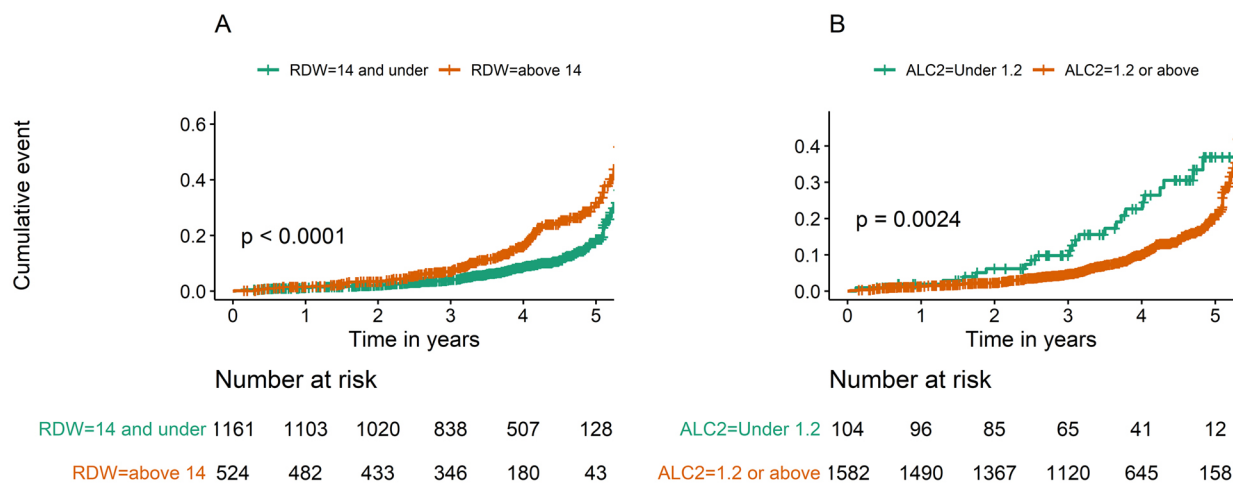 A
RDW=14 and under RDW=above 14
Cumulative event
0.6
0.4
0.2
0.0
p < 0.0001
0 1 2 3 4 5
Time in years
Number at risk
RDW=14 and under 1161 1103 1020 838 507 128
RDW=above 14 524 482 433 346 180 43
B
ALC2=Under 1.2 ALC2=1.2 or above
0.4
0.3
0.2
0.1
0.0
p = 0.0024
0 1 2 3 4 5
Time in years
Number at risk
ALC2=Under 1.2 104 96 85 65 41 12
ALC2=1.2 or above 1582 1490 1367 1120 645 158